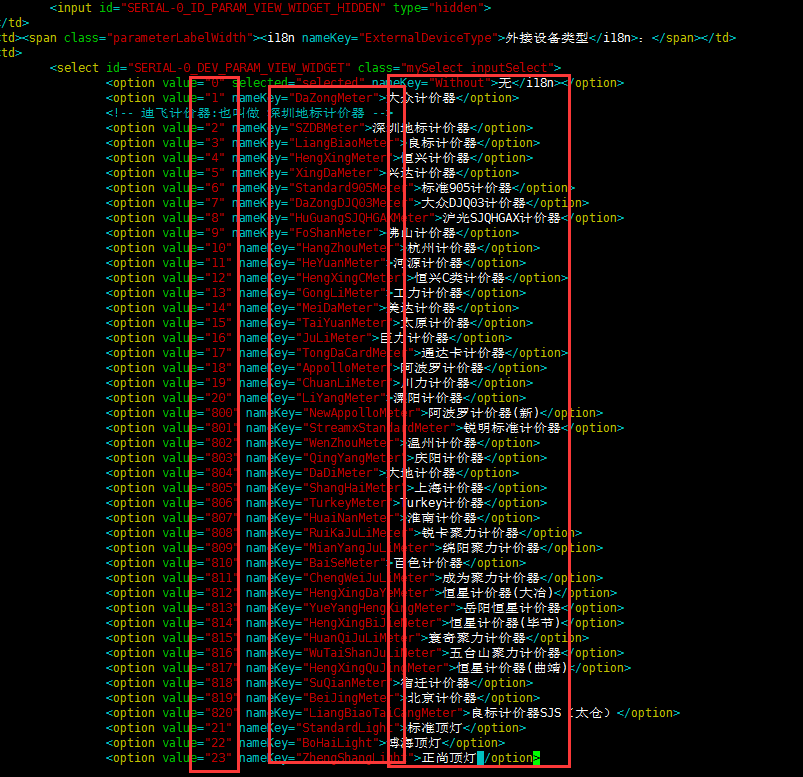 <input id="SERIAL-0_ID_PARAM_VIEW_WIDGET_HIDDEN" type="hidden">
</td>
<td><span class="parameterLabelWidth"><i18n nameKey="ExternalDeviceType">外接设备类型</i18n>: </span></td>
<td>
<select id="SERIAL-0_DEV_PARAM_VIEW_WIDGET" class="mySelect inputSelect">
<option value="0" selected="selected" nameKey="Without">无</i18n></option>
<option value="1" nameKey="DaZongMeter">大众计价器</option>
<!-- 迪飞计价器:也叫做 深圳地标计价器 -->
<option value="2" nameKey="SZDBMeter">深圳地标计价器</option>
<option value="3" nameKey="LiangBiaoMeter">良标计价器</option>
<option value="4" nameKey="HengXingMeter">恒兴计价器</option>
<option value="5" nameKey="XingDaMeter">兴达计价器</option>
<option value="6" nameKey="Standard905Meter">标准905计价器</option>
<option value="7" nameKey="DaZongDJQ03Meter">大众DJQ03计价器</option>
<option value="8" nameKey="HuGuangSJQHGAXMeter">沪光SJQHGAX计价器</option>
<option value="9" nameKey="FoShanMeter">佛山计价器</option>
<option value="10" nameKey="HangZhouMeter">杭州计价器</option>
<option value="11" nameKey="HeYuanMeter">河源计价器</option>
<option value="12" nameKey="HengXingCMeter">恒兴C类计价器</option>
<option value="13" nameKey="GongLiMeter">工力计价器</option>
<option value="14" nameKey="MeiDaMeter">美达计价器</option>
<option value="15" nameKey="TaiYuanMeter">太原计价器</option>
<option value="16" nameKey="JuLiMeter">巨力计价器</option>
<option value="17" nameKey="TongDaCardMeter">通达卡计价器</option>
<option value="18" nameKey="AppolloMeter">阿波罗计价器</option>
<option value="19" nameKey="ChuanLiMeter">川力计价器</option>
<option value="20" nameKey="LiYangMeter">溧阳计价器</option>
<option value="800" nameKey="NewAppolloMeter">阿波罗计价器(新)</option>
<option value="801" nameKey="StreamxStandardMeter">锐明标准计价器</option>
<option value="802" nameKey="WenZhouMeter">温州计价器</option>
<option value="803" nameKey="QingYangMeter">庆阳计价器</option>
<option value="804" nameKey="DaDiMeter">大地计价器</option>
<option value="805" nameKey="ShangHaiMeter">上海计价器</option>
<option value="806" nameKey="TurkeyMeter">Turkey计价器</option>
<option value="807" nameKey="HuaiNanMeter">淮南计价器</option>
<option value="808" nameKey="RuiKaJuLiMeter">锐卡聚力计价器</option>
<option value="809" nameKey="MianYangJuLiMeter">绵阳聚力计价器</option>
<option value="810" nameKey="BaiSeMeter">百色计价器</option>
<option value="811" nameKey="ChengWeiJuLiMeter">成为聚力计价器</option>
<option value="812" nameKey="HengXingDaYeMeter">恒星计价器(大冶)</option>
<option value="813" nameKey="YueYangHengXingMeter">岳阳恒星计价器</option>
<option value="814" nameKey="HengXingBiJieMeter">恒星计价器(毕节)</option>
<option value="815" nameKey="HuanQiJuLiMeter">寰奇聚力计价器</option>
<option value="816" nameKey="WuTaiShanJuLiMeter">五台山聚力计价器</option>
<option value="817" nameKey="HengXingQuJingMeter">恒星计价器(曲靖)</option>
<option value="818" nameKey="SuQianMeter">宿迁计价器</option>
<option value="819" nameKey="BeiJingMeter">北京计价器</option>
<option value="820" nameKey="LiangBiaoTaiCangMeter">良标计价器SJS（太仓）</option>
<option value="21" nameKey="StandardLight">标准顶灯</option>
<option value="22" nameKey="BoHaiLight">博海顶灯</option>
<option value="23" nameKey="ZhengShangLight">正尚顶灯</option>